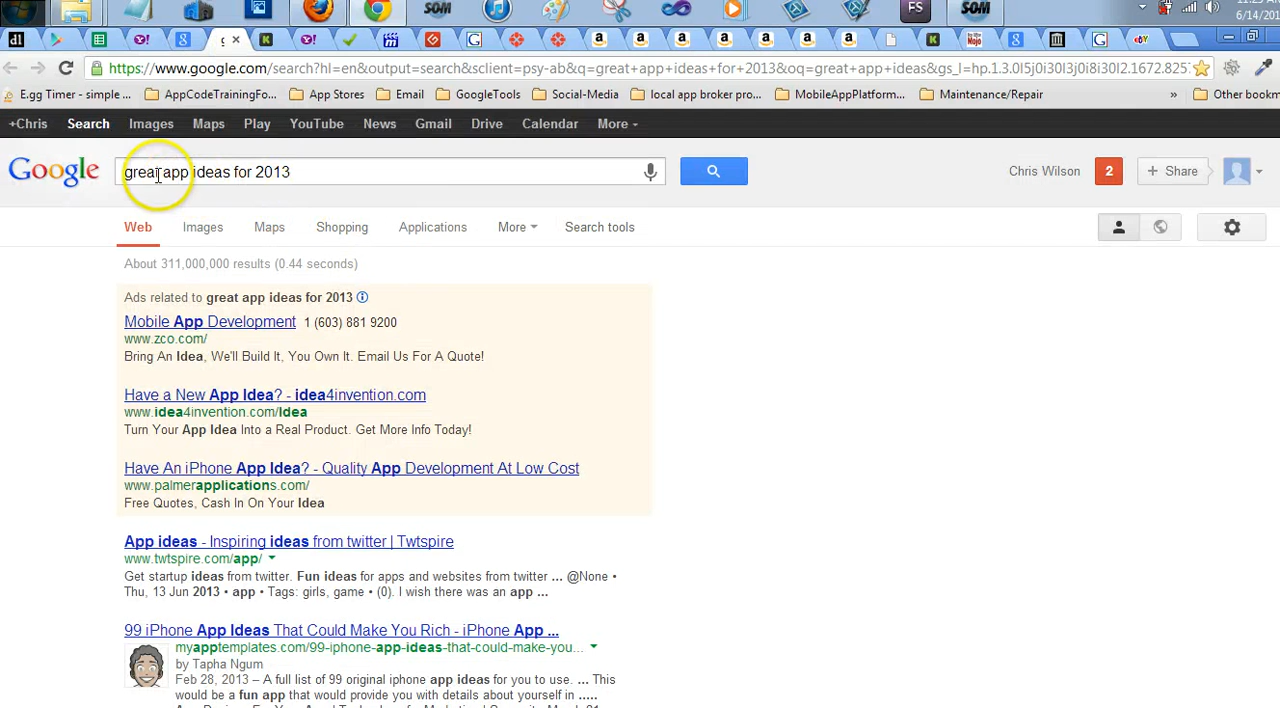 SOM
FS
SOM
6/14/201
https://www.google.com/search?hl=en&output=search&sclient=psy-ab&q=great+app+ideas+for+2013&oq=great+app+ideas&gs_l=hp.1.3.0l5j0i30l3j0i8i30l2.1672.8257
E.gg Timer - simple ... AppCodeTrainingFo... App Stores Email GoogleTools Social-Media local app broker pro... MobileAppPlatform... Maintenance/Repair » Other bookm
+Chris Search Images Maps Play YouTube News Gmail Drive Calendar More
Google great app ideas for 2013 Chris Wilson 2 + Share
Web Images Maps Shopping Applications More Search tools
About 311,000,000 results (0.44 seconds)
Ads related to great app ideas for 2013
Mobile App Development 1 (603) 881 9200
www.zco.com/
Bring An Idea, We'll Build It, You Own It. Email Us For A Quote!
Have a New App Idea? - idea4invention.com
www.idea4invention.com/Idea
Turn Your App Idea Into a Real Product. Get More Info Today!
Have An iPhone App Idea? - Quality App Development At Low Cost
www.palmerapplications.com/
Free Quotes, Cash In On Your Idea
App ideas - Inspiring ideas from twitter | Twtspire
www.twtspire.com/app/
Get startup ideas from twitter. Fun ideas for apps and websites from twitter ... @None •
Thu, 13 Jun 2013 • app • Tags: girls, game • (0). I wish there was an app ...
99 iPhone App Ideas That Could Make You Rich - iPhone App ...
myapptemplates.com/99-iphone-app-ideas-that-could-make-you...
by Tapha Ngum
Feb 28, 2013 – A full list of 99 original iphone app ideas for you to use. ... This
would be a fun app that would provide you with details about yourself in .....